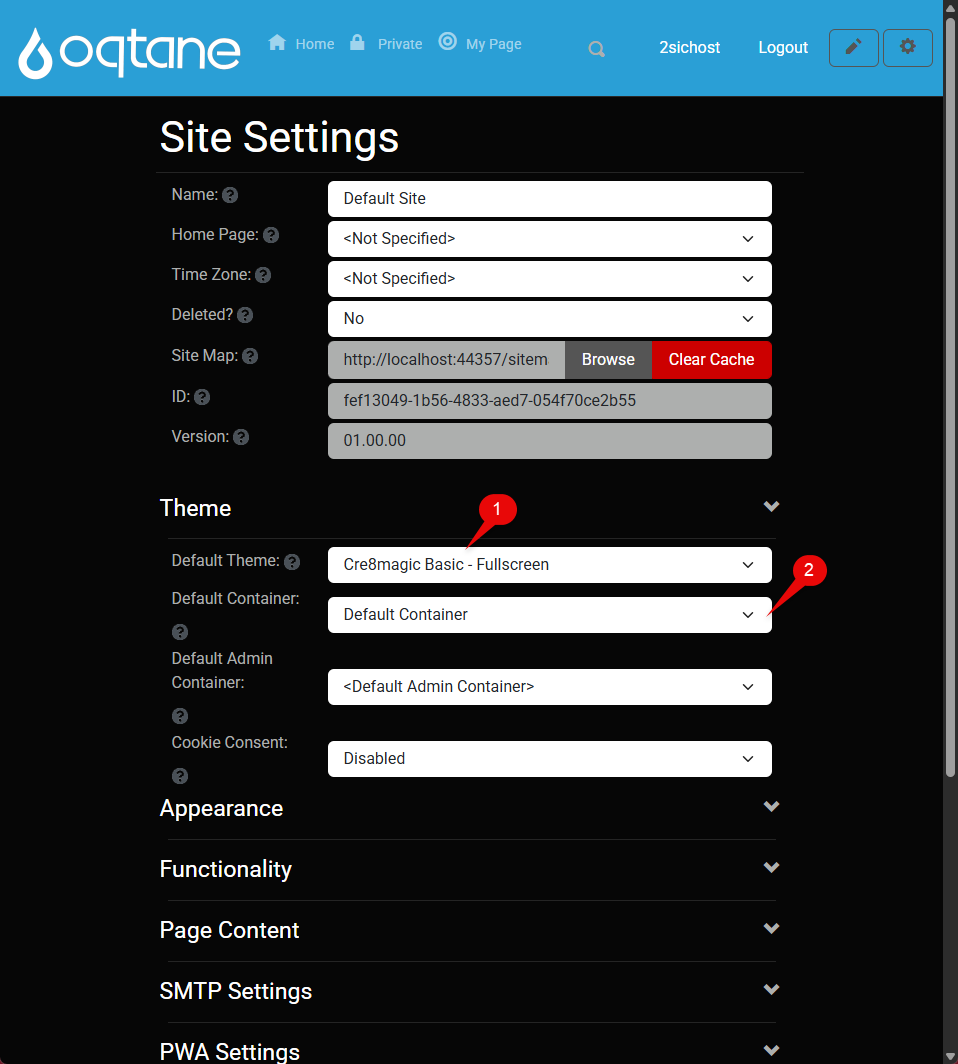 oqtane Home Private My Page 2sichost Logout
Site Settings
Name: ? Default Site
Home Page: ? <Not Specified>
Time Zone: ? <Not Specified>
Deleted? ? No
Site Map: ? http://localhost:44357/sitem Browse Clear Cache
ID: ? fef13049-1b56-4833-aed7-054f70ce2b55
Version: ? 01.00.00
Theme
1
Default Theme: ? Cre8magic Basic - Fullscreen
2
Default Container: ? Default Container
Default Admin
Container: ? <Default Admin Container>
Cookie Consent: ? Disabled
Appearance
Functionality
Page Content
SMTP Settings
PWA Settings